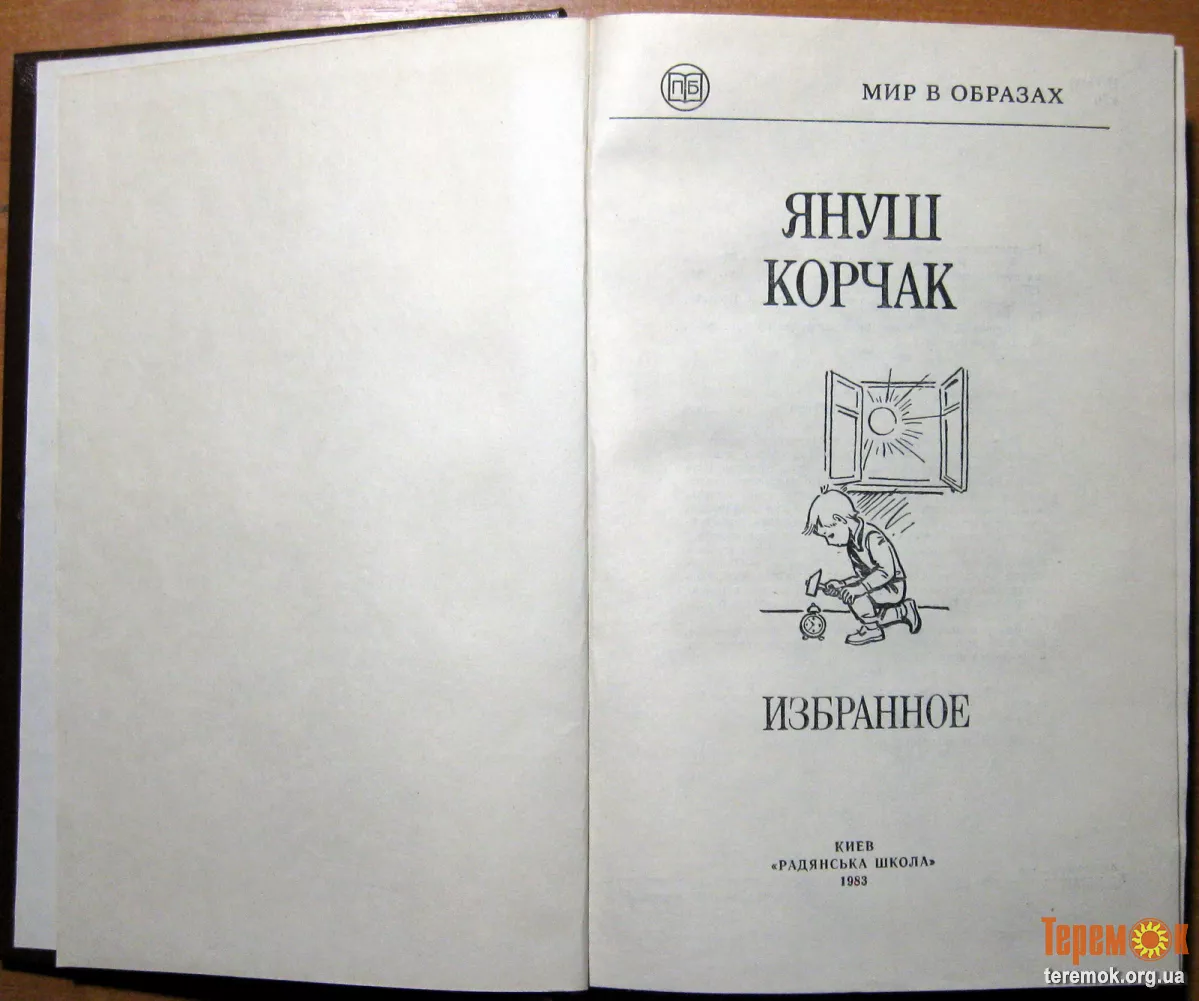 ПБ
МИР В ОБРАЗАХ
ЯНУШ
КОРЧАК
ИЗБРАННОЕ
КИЕВ
«РАДЯНСЬКА ШКОЛА»
1983
Теремок
teremok.org.ua